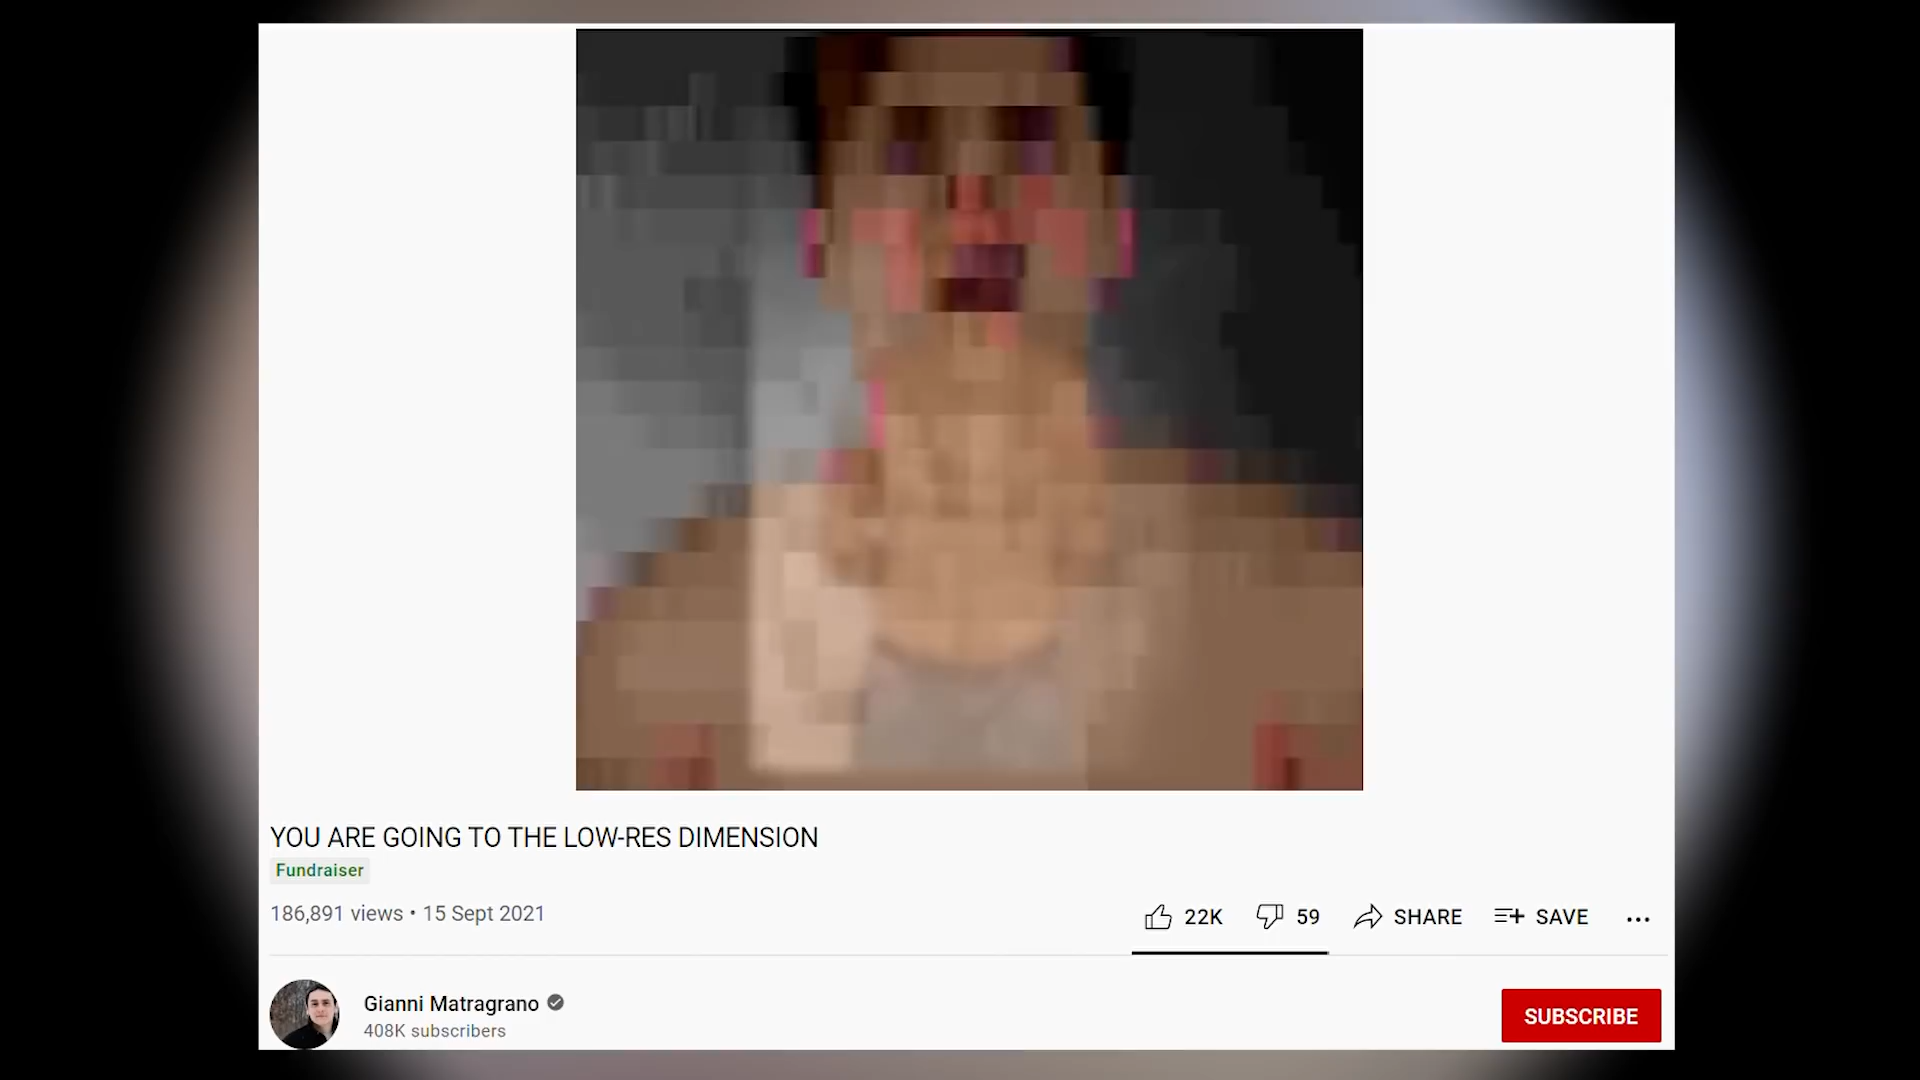 YOU ARE GOING TO THE LOW-RES DIMENSION
Fundraiser
186,891 views • 15 Sept 2021
22K 59 SHARE SAVE
Gianni Matragrano
408K subscribers
SUBSCRIBE